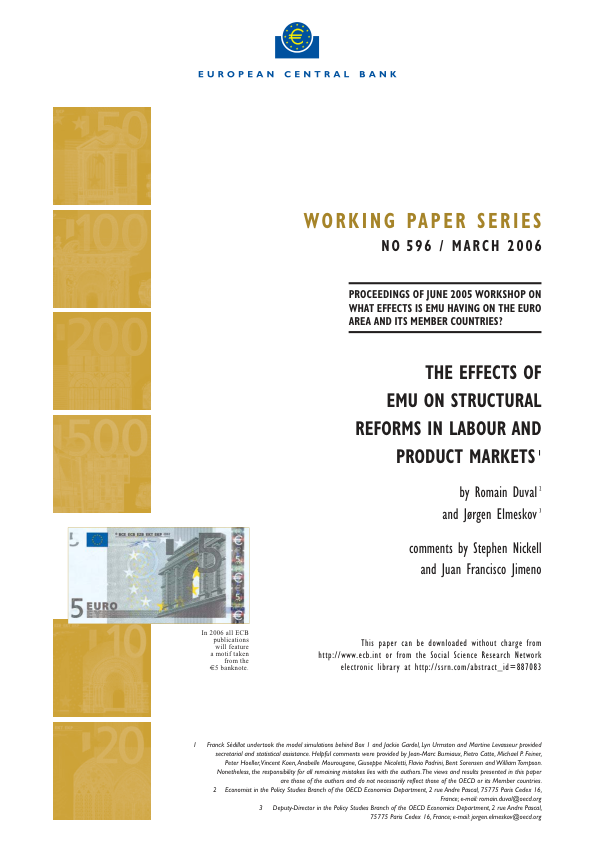 EUROPEAN CENTRAL BANK
50
100
200
500
WORKING PAPER SERIES
NO 596 / MARCH 2006
PROCEEDINGS OF JUNE 2005 WORKSHOP ON
WHAT EFFECTS IS EMU HAVING ON THE EURO
AREA AND ITS MEMBER COUNTRIES?
THE EFFECTS OF
EMU ON STRUCTURAL
REFORMS IN LABOUR AND
PRODUCT MARKETS 1
by Romain Duval 2
and Jørgen Elmeskov 3
comments by Stephen Nickell
and Juan Francisco Jimeno
5
5 EURO
In 2006 all ECB
publications
will feature
a motif taken
from the
€5 banknote.
10
20
This paper can be downloaded without charge from
http://www.ecb.int or from the Social Science Research Network
electronic library at http://ssrn.com/abstract_id=887083
1 Franck Sédillot undertook the model simulations behind Box 1 and Jackie Gardel, Lyn Urmston and Martine Levasseur provided
secretarial and statistical assistance. Helpful comments were provided by Jean-Marc Burniaux, Pietro Catte, Michael P. Feiner,
Peter Hoeller, Vincent Koen, Annabelle Mourougane, Giuseppe Nicoletti, Flavio Padrini, Bent Sorensen and William Tompson.
Nonetheless, the responsibility for all remaining mistakes lies with the authors. The views and results presented in this paper
are those of the authors and do not necessarily reflect those of the OECD or its Member countries.
2 Economist in the Policy Studies Branch of the OECD Economics Department, 2 rue Andre Pascal, 75775 Paris Cedex 16,
France; e-mail: romain.duval@oecd.org
3 Deputy-Director in the Policy Studies Branch of the OECD Economics Department, 2 rue Andre Pascal,
75775 Paris Cedex 16, France; e-mail: jorgen.elmeskov@oecd.org